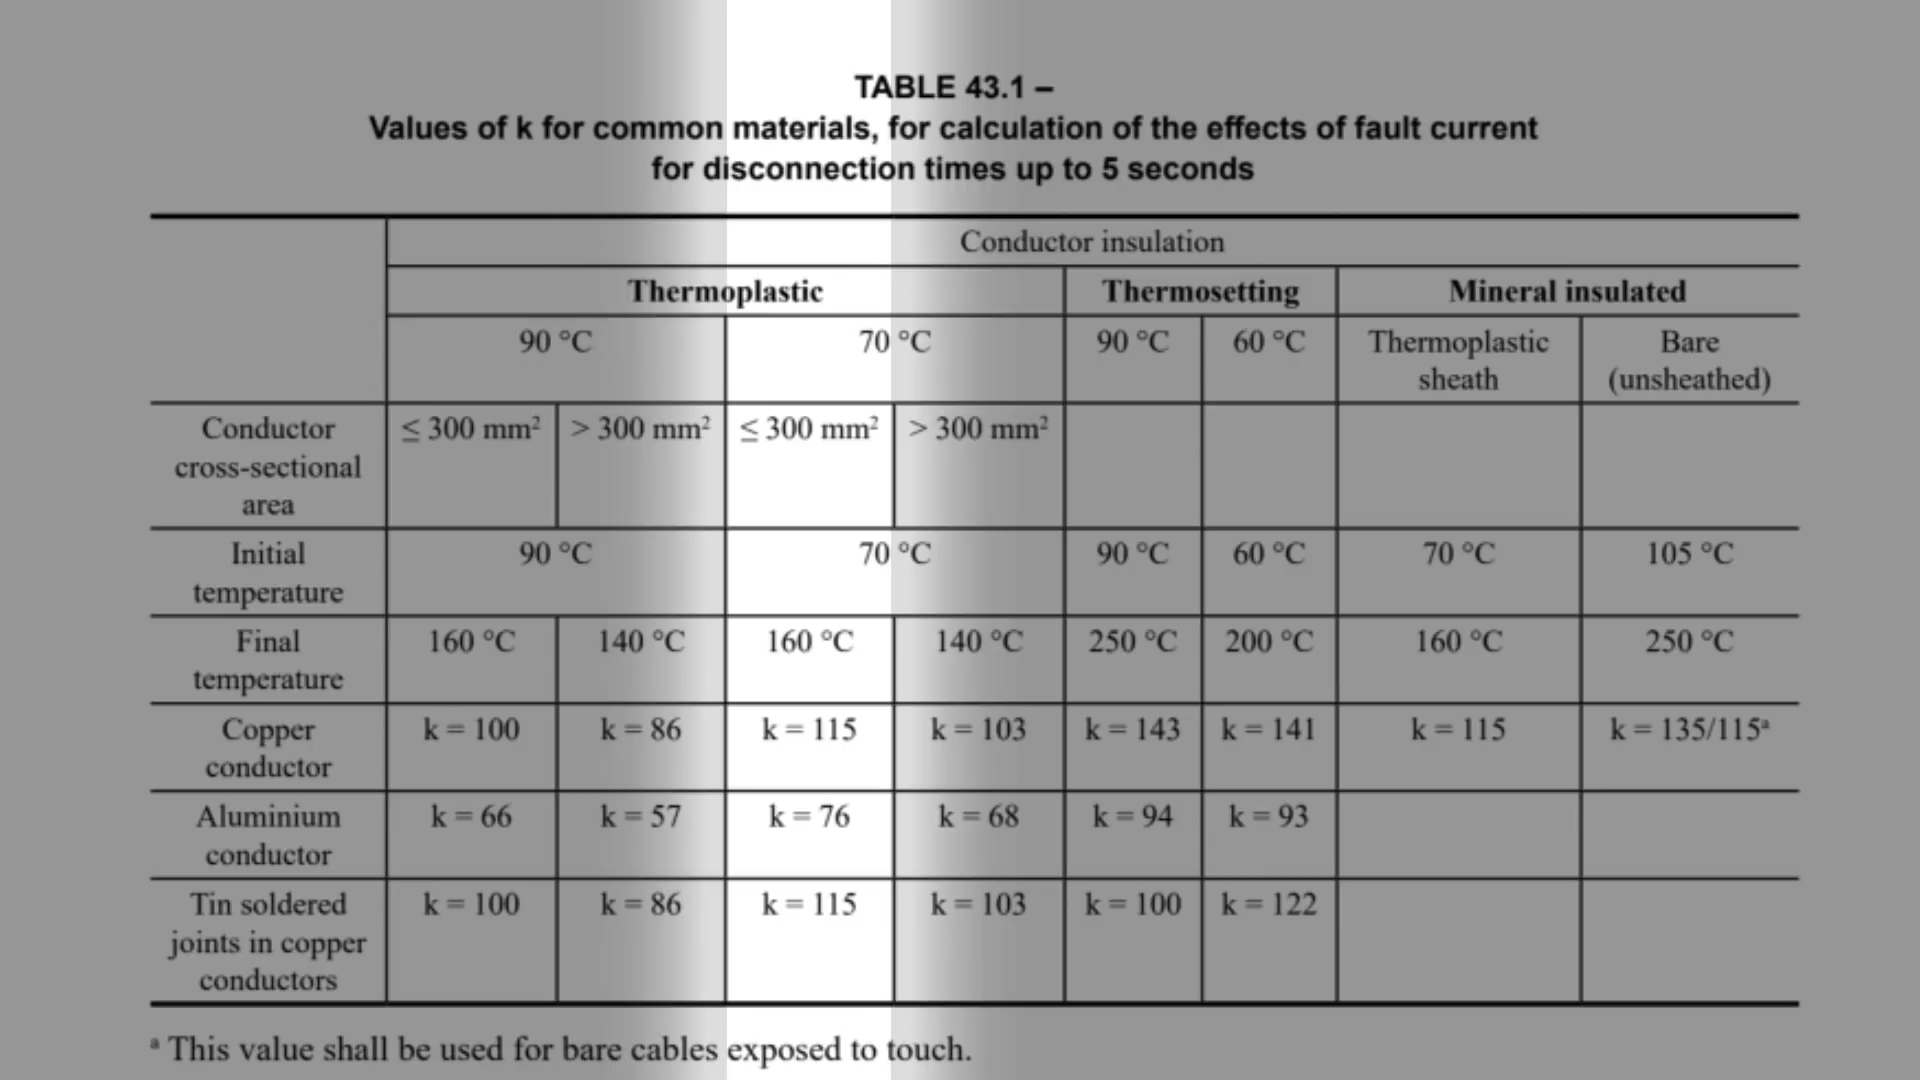 TABLE 43.1 –
Values of k for common materials, for calculation of the effects of fault current
for disconnection times up to 5 seconds
Conductor insulation
Thermoplastic Thermosetting Mineral insulated
90 °C 70 °C 90 °C 60 °C Thermoplastic sheath Bare (unsheathed)
Conductor cross-sectional area ≤ 300 mm² > 300 mm² ≤ 300 mm² > 300 mm²
Initial temperature 90 °C 70 °C 90 °C 60 °C 70 °C 105 °C
Final temperature 160 °C 140 °C 160 °C 140 °C 250 °C 200 °C 160 °C 250 °C
Copper conductor k = 100 k = 86 k = 115 k = 103 k = 143 k = 141 k = 115 k = 135/115ᵃ
Aluminium conductor k = 66 k = 57 k = 76 k = 68 k = 94 k = 93
Tin soldered joints in copper conductors k = 100 k = 86 k = 115 k = 103 k = 100 k = 122
ᵃ This value shall be used for bare cables exposed to touch.